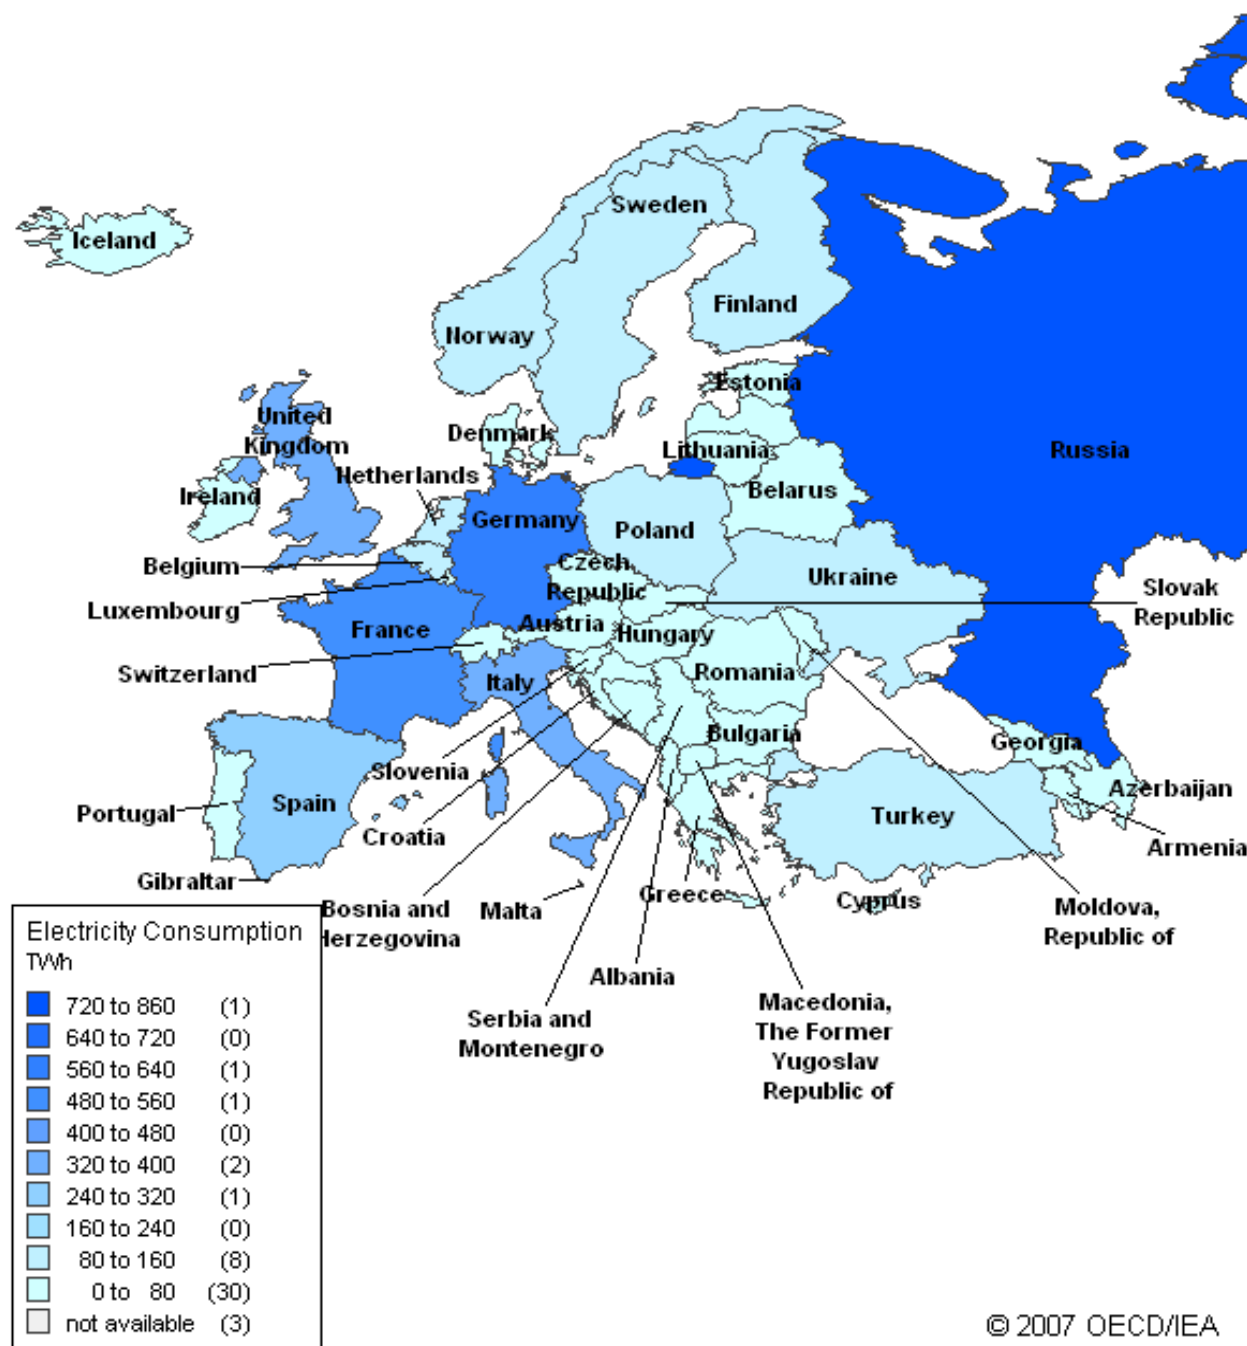 Sweden
Iceland
Finland
Norway
Estonia
United
Kingdom
Denmark
Lithuania
Russia
Netherlands
Ireland
Belarus
Germany
Poland
Belgium
Czech
Republic
Ukraine
Slovak
Republic
Luxembourg
France
Austria
Hungary
Switzerland
Italy
Romania
Bulgaria
Georgia
Slovenia
Azerbaijan
Portugal
Spain
Turkey
Croatia
Armenia
Gibraltar
Greece
Cyprus
Bosnia and
Herzegovina
Malta
Moldova,
Republic of
Albania
Serbia and
Montenegro
Macedonia,
The Former
Yugoslav
Republic of
Electricity Consumption
TWh
720 to 860 (1)
640 to 720 (0)
560 to 640 (1)
480 to 560 (1)
400 to 480 (0)
320 to 400 (2)
240 to 320 (1)
160 to 240 (0)
80 to 160 (8)
0 to 80 (30)
not available (3)
© 2007 OECD/IEA